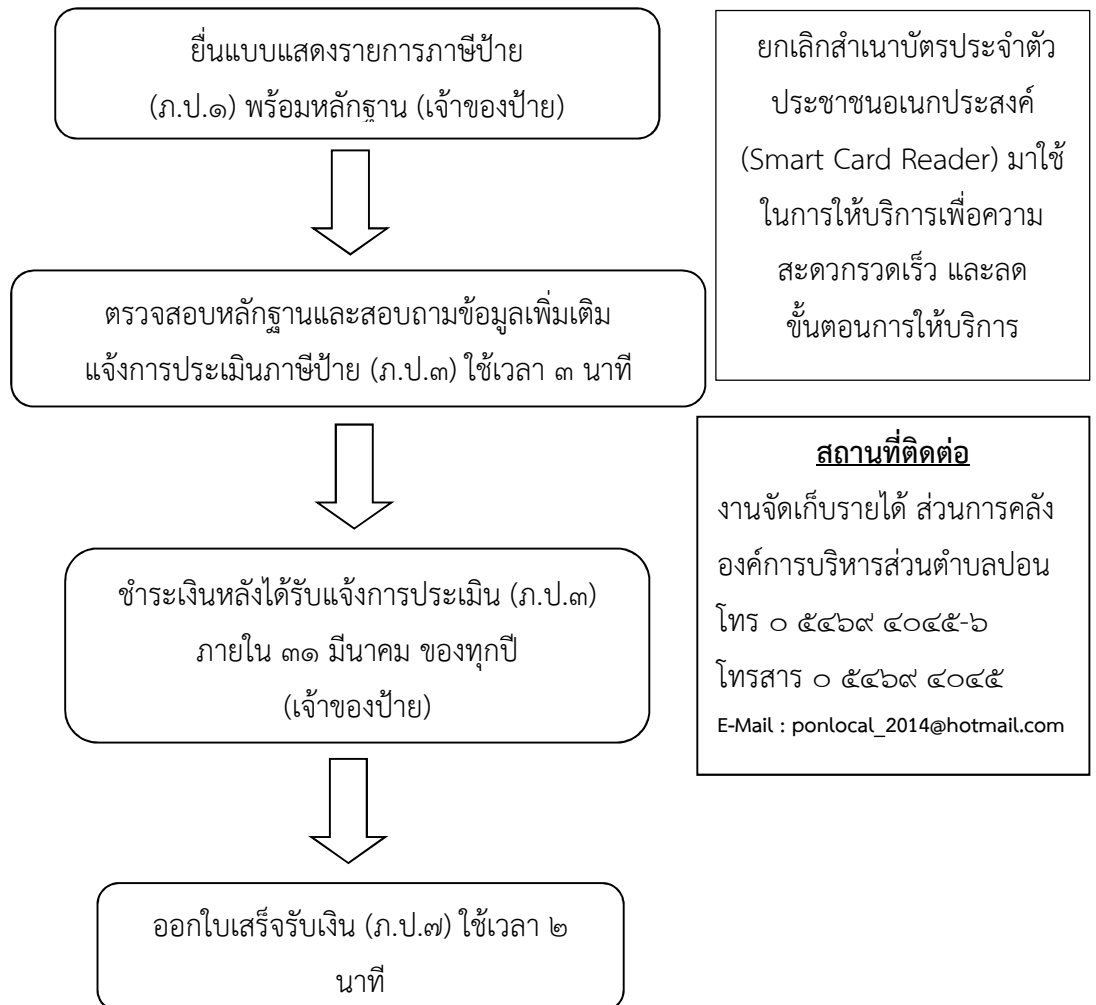 ยื่นแบบแสดงรายการภาษีป้าย
(ภ.ป.๑) พร้อมหลักฐาน (เจ้าของป้าย)
ตรวจสอบหลักฐานและสอบถามข้อมูลเพิ่มเติม
แจ้งการประเมินภาษีป้าย (ภ.ป.๓) ใช้เวลา ๓ นาที
ชำระเงินหลังได้รับแจ้งการประเมิน (ภ.ป.๓)
ภายใน ๓๑ มีนาคม ของทุกปี
(เจ้าของป้าย)
ออกใบเสร็จรับเงิน (ภ.ป.๗) ใช้เวลา ๒
นาที
ยกเลิกสำเนาบัตรประจำตัว
ประชาชนอเนกประสงค์
(Smart Card Reader) มาใช้
ในการให้บริการเพื่อความ
สะดวกรวดเร็ว และลด
ขั้นตอนการให้บริการ
สถานที่ติดต่อ
งานจัดเก็บรายได้ ส่วนการคลัง
องค์การบริหารส่วนตำบลปอน
โทร ๐ ๕๔๖๙ ๔๐๔๕-๖
โทรสาร ๐ ๕๔๖๙ ๔๐๔๕
E-Mail : ponlocal_2014@hotmail.com